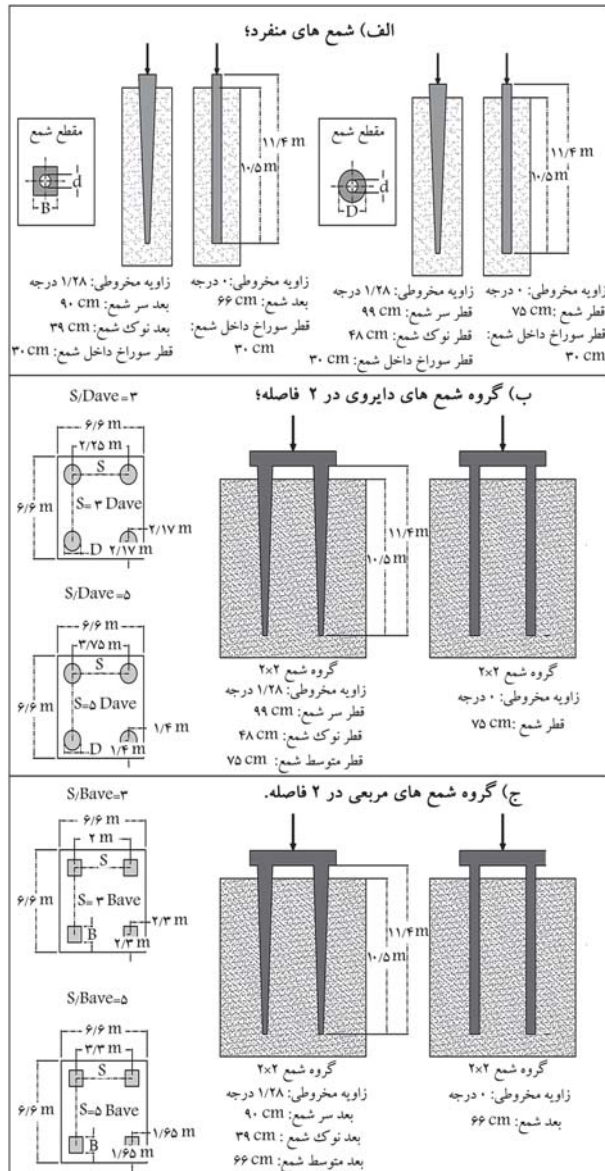 الف) شمع های منفرد؛
مقطع شمع
d
B
۱۱/۴ m
۱۰/۵ m
زاویه مخروطی: ۱/۲۸ درجه
بعد سر شمع: ۹۰ cm
بعد نوک شمع: ۳۹ cm
قطر سوراخ داخل شمع: ۳۰ cm
زاویه مخروطی: ۰ درجه
بعد شمع: ۶۶ cm
قطر سوراخ داخل شمع:
۳۰ cm
مقطع شمع
d
D
۱۱/۴ m
۱۰/۵ m
زاویه مخروطی: ۱/۲۸ درجه
قطر سر شمع: ۹۹ cm
قطر نوک شمع: ۴۸ cm
قطر سوراخ داخل شمع: ۳۰ cm
زاویه مخروطی: ۰ درجه
قطر شمع: ۷۵ cm
قطر سوراخ داخل شمع:
۳۰ cm
ب) گروه شمع های دایروی در ۲ فاصله؛
S/Dave=۳
۶/۶ m
۲/۲۵ m
S
۶/۶ m
S= ۳ Dave
۲/۱۷ m
D
۲/۱۷ m
S/Dave=۵
۶/۶ m
۳/۷۵ m
S
۶/۶ m
S=۵ Dave
۱/۴ m
D
۱/۴ m
۱۱/۴ m
۱۰/۵ m
گروه شمع ۲×۲
زاویه مخروطی: ۱/۲۸ درجه
قطر سر شمع: ۹۹ cm
قطر نوک شمع: ۴۸ cm
قطر متوسط شمع: ۷۵ cm
گروه شمع ۲×۲
زاویه مخروطی: ۰ درجه
قطر شمع: ۷۵ cm
ج) گروه شمع های مربعی در ۲ فاصله.
S/Bave=۳
۶/۶ m
۲ m
S
۶/۶ m
S= ۳ Bave
۲/۳ m
B
۲/۳ m
S/Bave=۵
۶/۶ m
۳/۳ m
S
۶/۶ m
S=۵ Bave
۱/۶۵ m
B
۱/۶۵ m
۱۱/۴ m
۱۰/۵ m
گروه شمع ۲×۲
زاویه مخروطی: ۱/۲۸ درجه
بعد سر شمع: ۹۰ cm
بعد نوک شمع: ۳۹ cm
بعد متوسط شمع: ۶۶ cm
گروه شمع ۲×۲
زاویه مخروطی: ۰ درجه
بعد شمع: ۶۶ cm